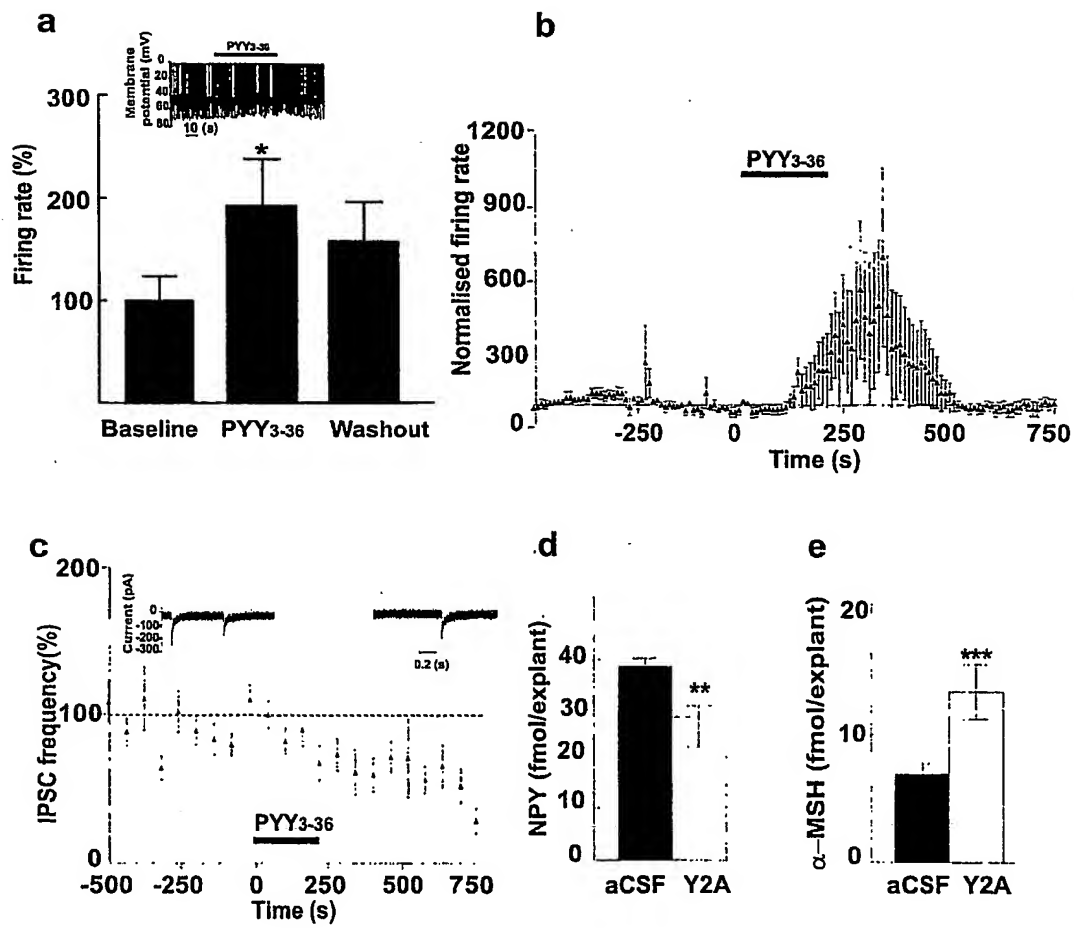 a
PYY3-36
Membrane
potential (mV)
0
20
40
60
80
10 (s)
300
200
100
Firing rate (%)
*
Baseline PYY3-36 Washout
b
1200
900
600
300
0
Normalised firing rate
PYY3-36
-250 0 250 500 750
Time (s)
c
200
100
0
IPSC frequency(%)
Current (pA)
0
-100
-200
-300
0.2 (s)
PYY3-36
-500 -250 0 250 500 750
Time (s)
d
NPY (fmol/explant)
40
30
20
10
0
**
aCSF Y2A
e
α–MSH (fmol/explant)
20
10
0
***
aCSF Y2A